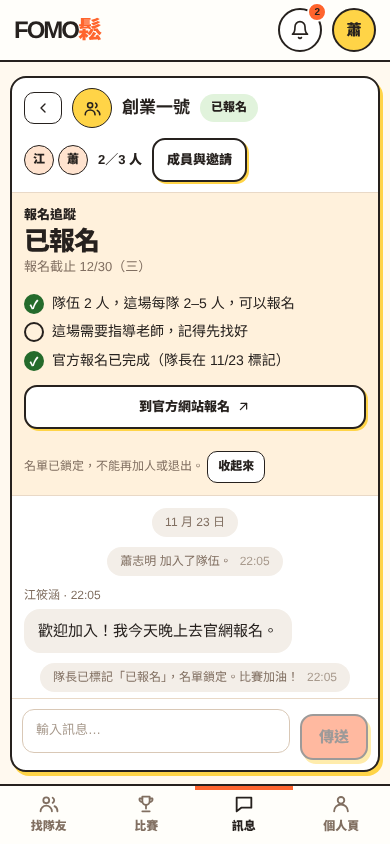 FOMO鬆
2
蕭
創業一號
已報名
江
蕭
2／3 人
成員與邀請
報名追蹤
已報名
報名截止 12/30（三）
隊伍 2 人，這場每隊 2–5 人，可以報名
這場需要指導老師，記得先找好
官方報名已完成（隊長在 11/23 標記）
到官方網站報名 ↗
名單已鎖定，不能再加人或退出。
收起來
11 月 23 日
蕭志明 加入了隊伍。 22:05
江筱涵 · 22:05
歡迎加入！我今天晚上去官網報名。
隊長已標記「已報名」，名單鎖定。比賽加油！ 22:05
輸入訊息…
傳送
找隊友
比賽
訊息
個人頁